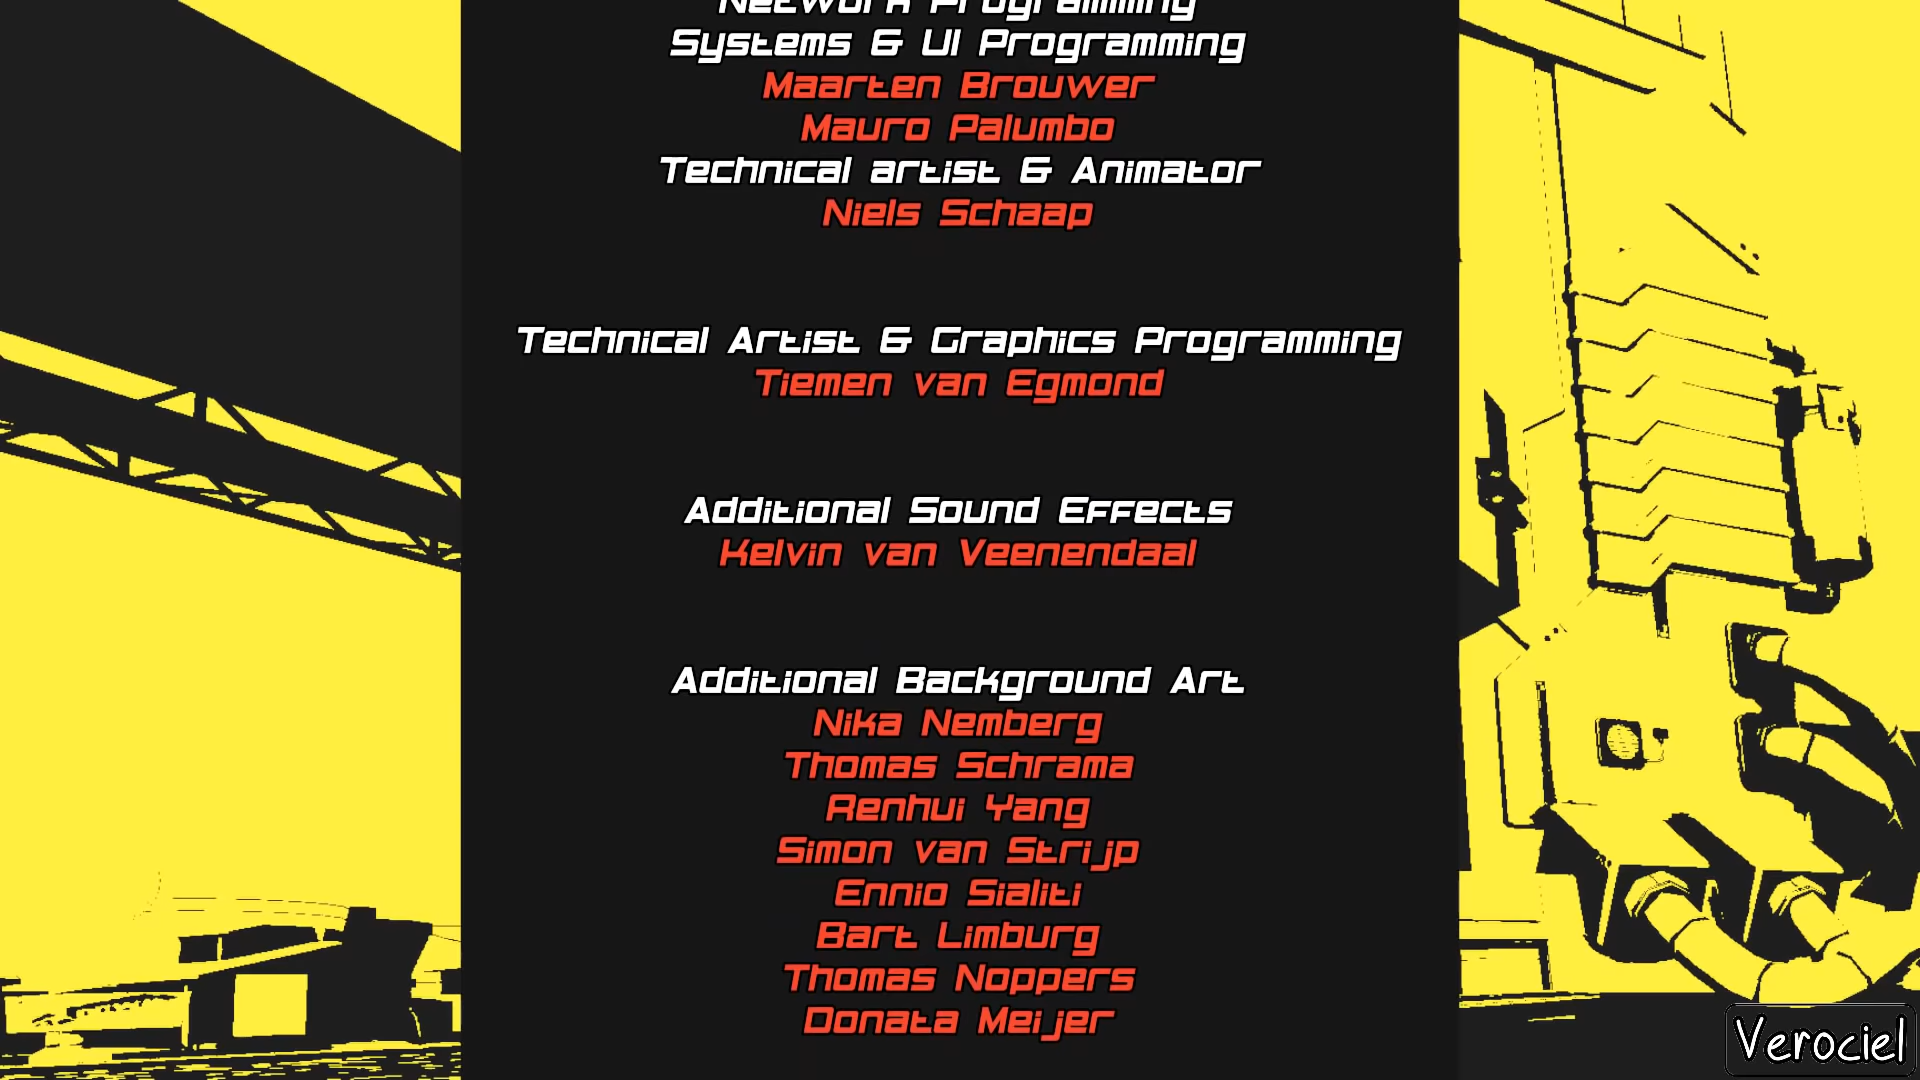 Network Programming
Systems & UI Programming
Maarten Brouwer
Mauro Palumbo
Technical artist & Animator
Niels Schaap
Technical Artist & Graphics Programming
Tiemen van Egmond
Additional Sound Effects
Kelvin van Veenendaal
Additional Background Art
Nika Nemberg
Thomas Schrama
Renhui Yang
Simon van Strijp
Ennio Sialiti
Bart Limburg
Thomas Noppers
Donata Meijer
Verociel